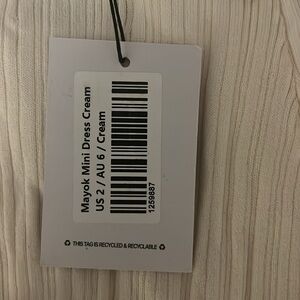 Mayok Mini Dress Cream
US 2 / AU 6 / Cream
1259887
♻ THIS TAG IS RECYCLED & RECYCLABLE ♻